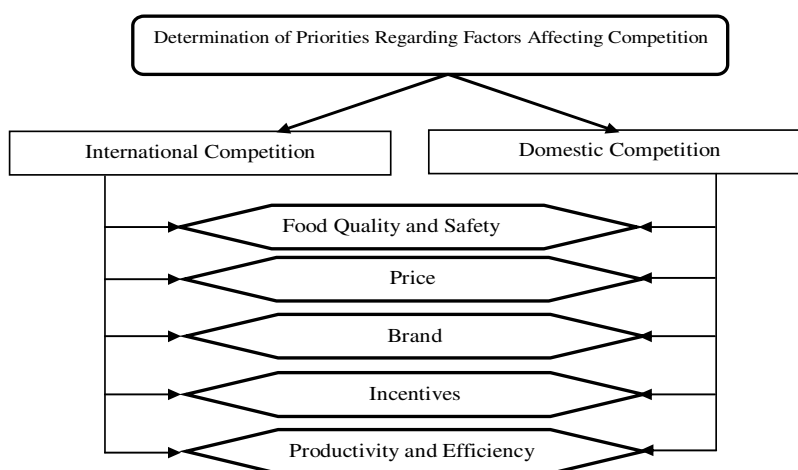 Determination of Priorities Regarding Factors Affecting Competition
International Competition
Domestic Competition
Food Quality and Safety
Price
Brand
Incentives
Productivity and Efficiency